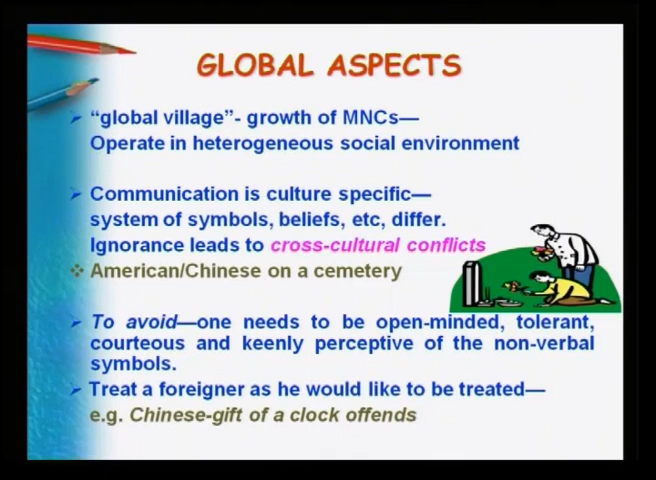 GLOBAL ASPECTS
“global village”- growth of MNCs—
Operate in heterogeneous social environment
Communication is culture specific—
system of symbols, beliefs, etc, differ.
Ignorance leads to cross-cultural conflicts
American/Chinese on a cemetery
To avoid—one needs to be open-minded, tolerant,
courteous and keenly perceptive of the non-verbal
symbols.
Treat a foreigner as he would like to be treated—
e.g. Chinese-gift of a clock offends